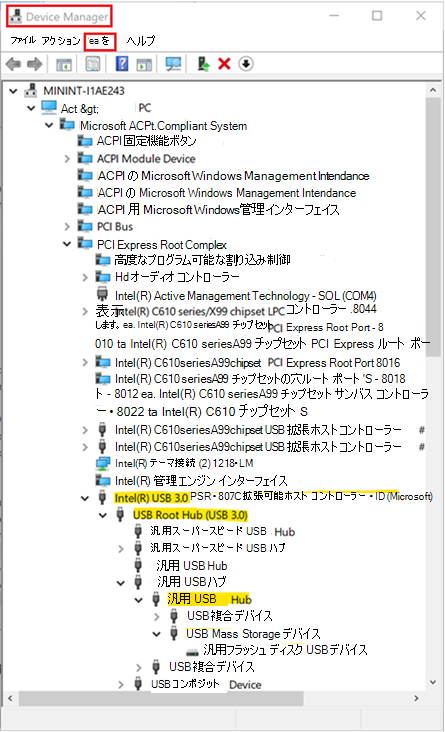 Device Manager
ファイル アクション ea を ヘルプ
MININT-I1AE243
Act &gt; PC
Microsoft ACPt.Compliant System
ACPI 固定機能ボタン
ACPI Module Device
ACPI の Microsoft Windows Management Intendance
ACPI の Microsoft Windows Management Intendance
ACPI 用 MicrosoftWindows管理インターフェイス
PCI Bus
PCI Express Root Complex
高度なプログラム可能な割り込み制御
Hdオーディオ コントローラー
Intel(R) Active Management Technology - SOL (COM4)
表示 Intel(R) C610 series/X99 chipset LPC コントローラー .8044
します。ea. Intel(R) C610 seriesA99 チップセット PCI Express Root Port - 8
010 ta Intel(R) C610 seriesA99 チップセット PCI Express ルート ポー
Intel(R) C610seriesA99chipset PCI Express Root Port 8016
Intel(R) C610 seriesA99 チップセットの穴ルート ポート 'S - 8018
ト - 8012 ea. Intel(R) C610 seriesA99 チップセット サンバス コントローラ
ー • 8022 ta Intel(R) C610 チップセット S
Intel(R) C610seriesA99chipset USB 拡張ホストコントローラー #
Intel(R) C610seriesA99chipset USB 拡張ホストコントローラー #
Intel(R) テーマ接続 (2) 1218・LM
Intel(R) 管理エンジン インターフェイス
Intel(R) USB 3.0 PSR・807C拡張可能ホスト コントローラー・ID (Microsoft)
USB Root Hub (USB 3.0)
汎用スーパースピード USB Hub
汎用スーパースピード USB ハブ
汎用 USB Hub
汎用 USBハブ
汎用 USB Hub
USB複合デバイス
USB Mass Storage デバイス
汎用フラッシュ ディスク USBデバイス
USB複合デバイス
USBコンポジット Device